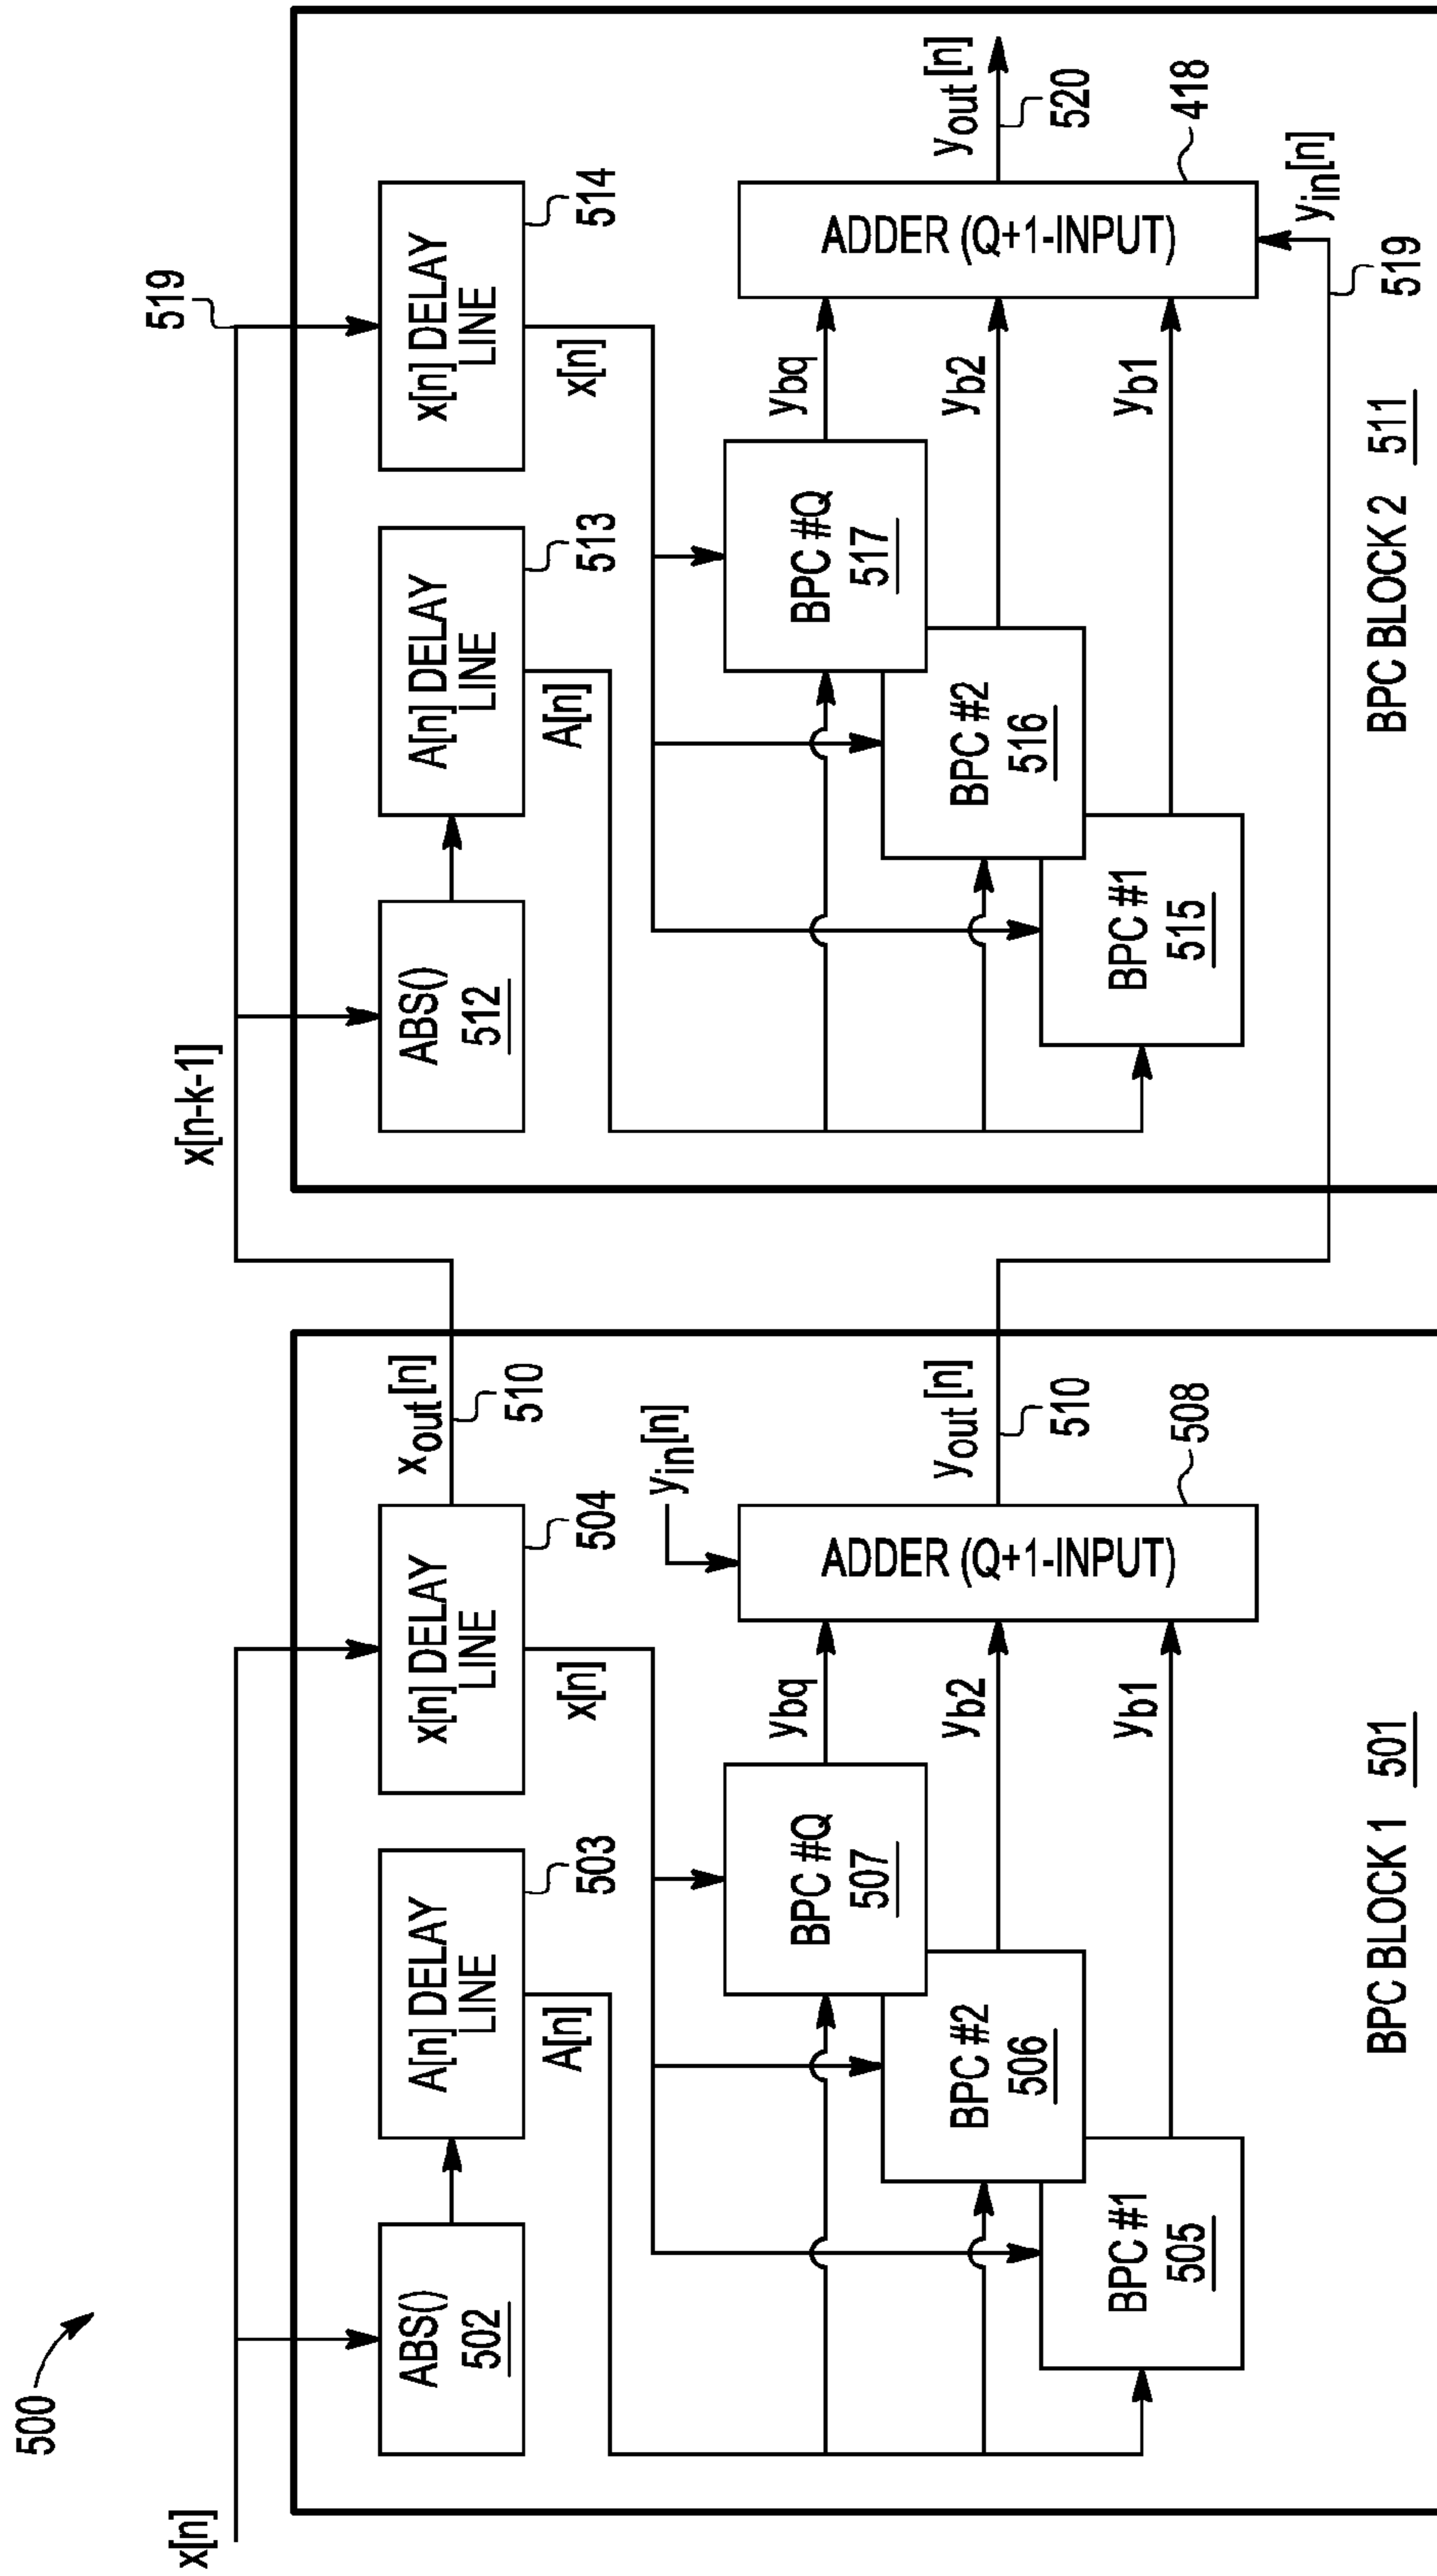 500
x[n]
BPC BLOCK 1 501
ABS()
502
A[n] DELAY
LINE
503
x[n] DELAY
LINE
504
xout[n]
510
A[n]
x[n]
yin[n]
BPC #Q
507
BPC #2
506
BPC #1
505
ybq
yb2
yb1
ADDER (Q+1-INPUT)
508
yout[n]
510
x[n-k-1]
519
BPC BLOCK 2 511
ABS()
512
A[n] DELAY
LINE
513
x[n] DELAY
LINE
514
A[n]
x[n]
BPC #Q
517
BPC #2
516
BPC #1
515
ybq
yb2
yb1
ADDER (Q+1-INPUT)
418
yout[n]
520
yin[n]
519